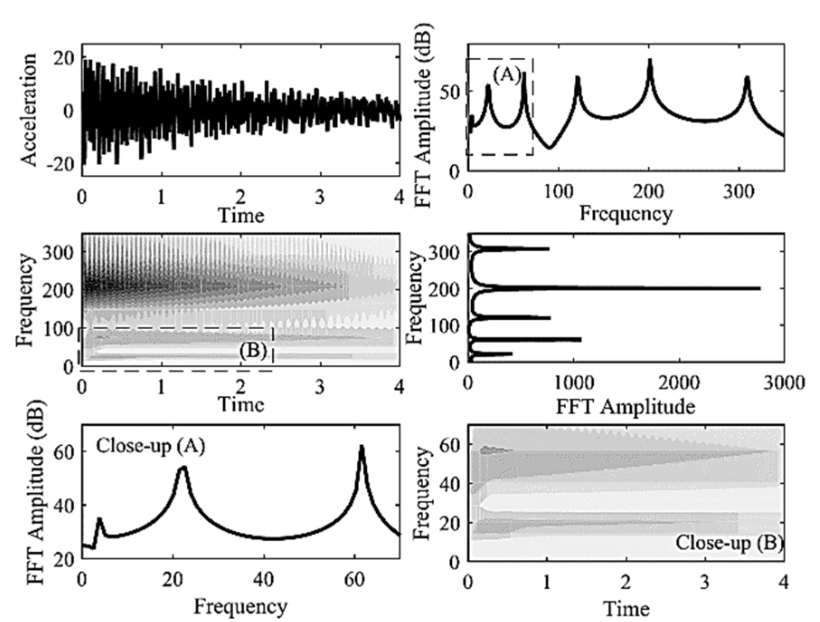 20
0
-20
Acceleration
0 1 2 3 4
Time
50
0
FFT Amplitude (dB)
(A)
0 100 200 300
Frequency
300
200
100
0
Frequency
(B)
0 1 2 3 4
Time
300
200
100
0
Frequency
0 1000 2000 3000
FFT Amplitude
60
40
20
FFT Amplitude (dB)
Close-up (A)
0 20 40 60
Frequency
60
40
20
0
Frequency
Close-up (B)
0 1 2 3 4
Time